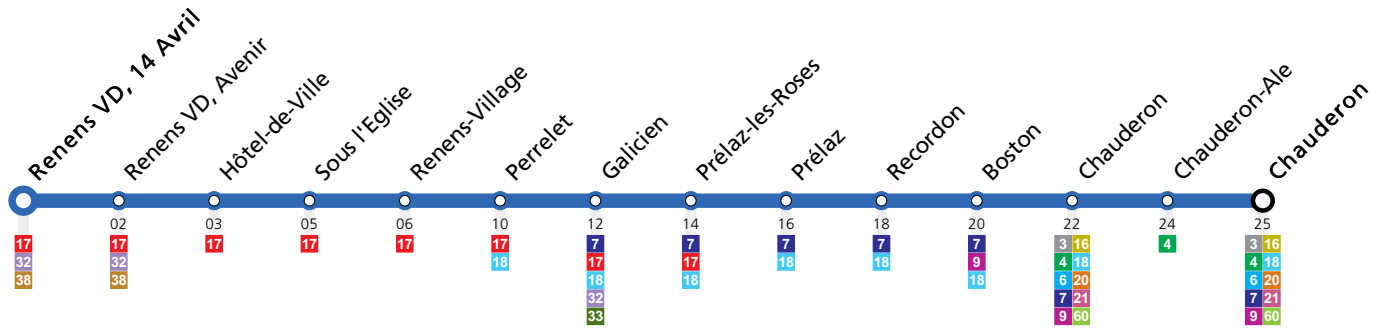 Renens VD, 14 Avril
Renens VD, Avenir
Hôtel-de-Ville
Sous l'Eglise
Renens-Village
Perrelet
Galicien
Prélaz-les-Roses
Prélaz
Recordon
Boston
Chauderon
Chauderon-Ale
Chauderon
02 03 05 06 10 12 14 16 18 20 22 24 25
17 17 17 17 17 17 7 7 7 7 7 3 16 4 3 16
32 32 18 17 17 18 18 9 4 18 4 18
38 38 18 18 18 6 20 6 20
32 7 21 7 21
33 9 60 9 60